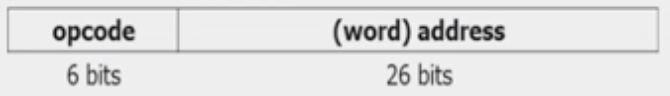 opcode (word) address
6 bits 26 bits